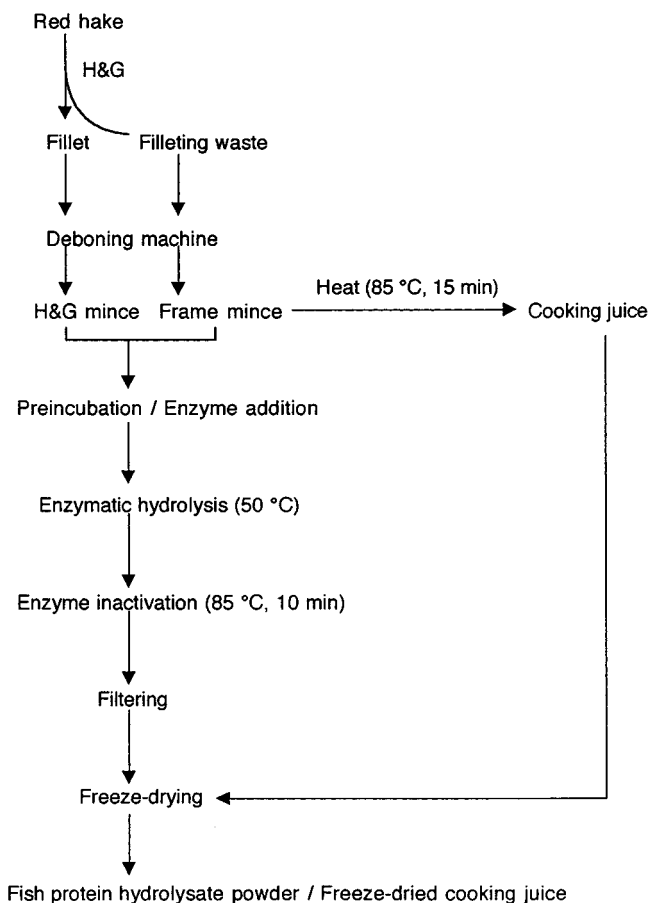 Red hake
H&G
Fillet
Filleting waste
Deboning machine
H&G mince
Frame mince
Heat (85 °C, 15 min)
Cooking juice
Preincubation / Enzyme addition
Enzymatic hydrolysis (50 °C)
Enzyme inactivation (85 °C, 10 min)
Filtering
Freeze-drying
Fish protein hydrolysate powder / Freeze-dried cooking juice